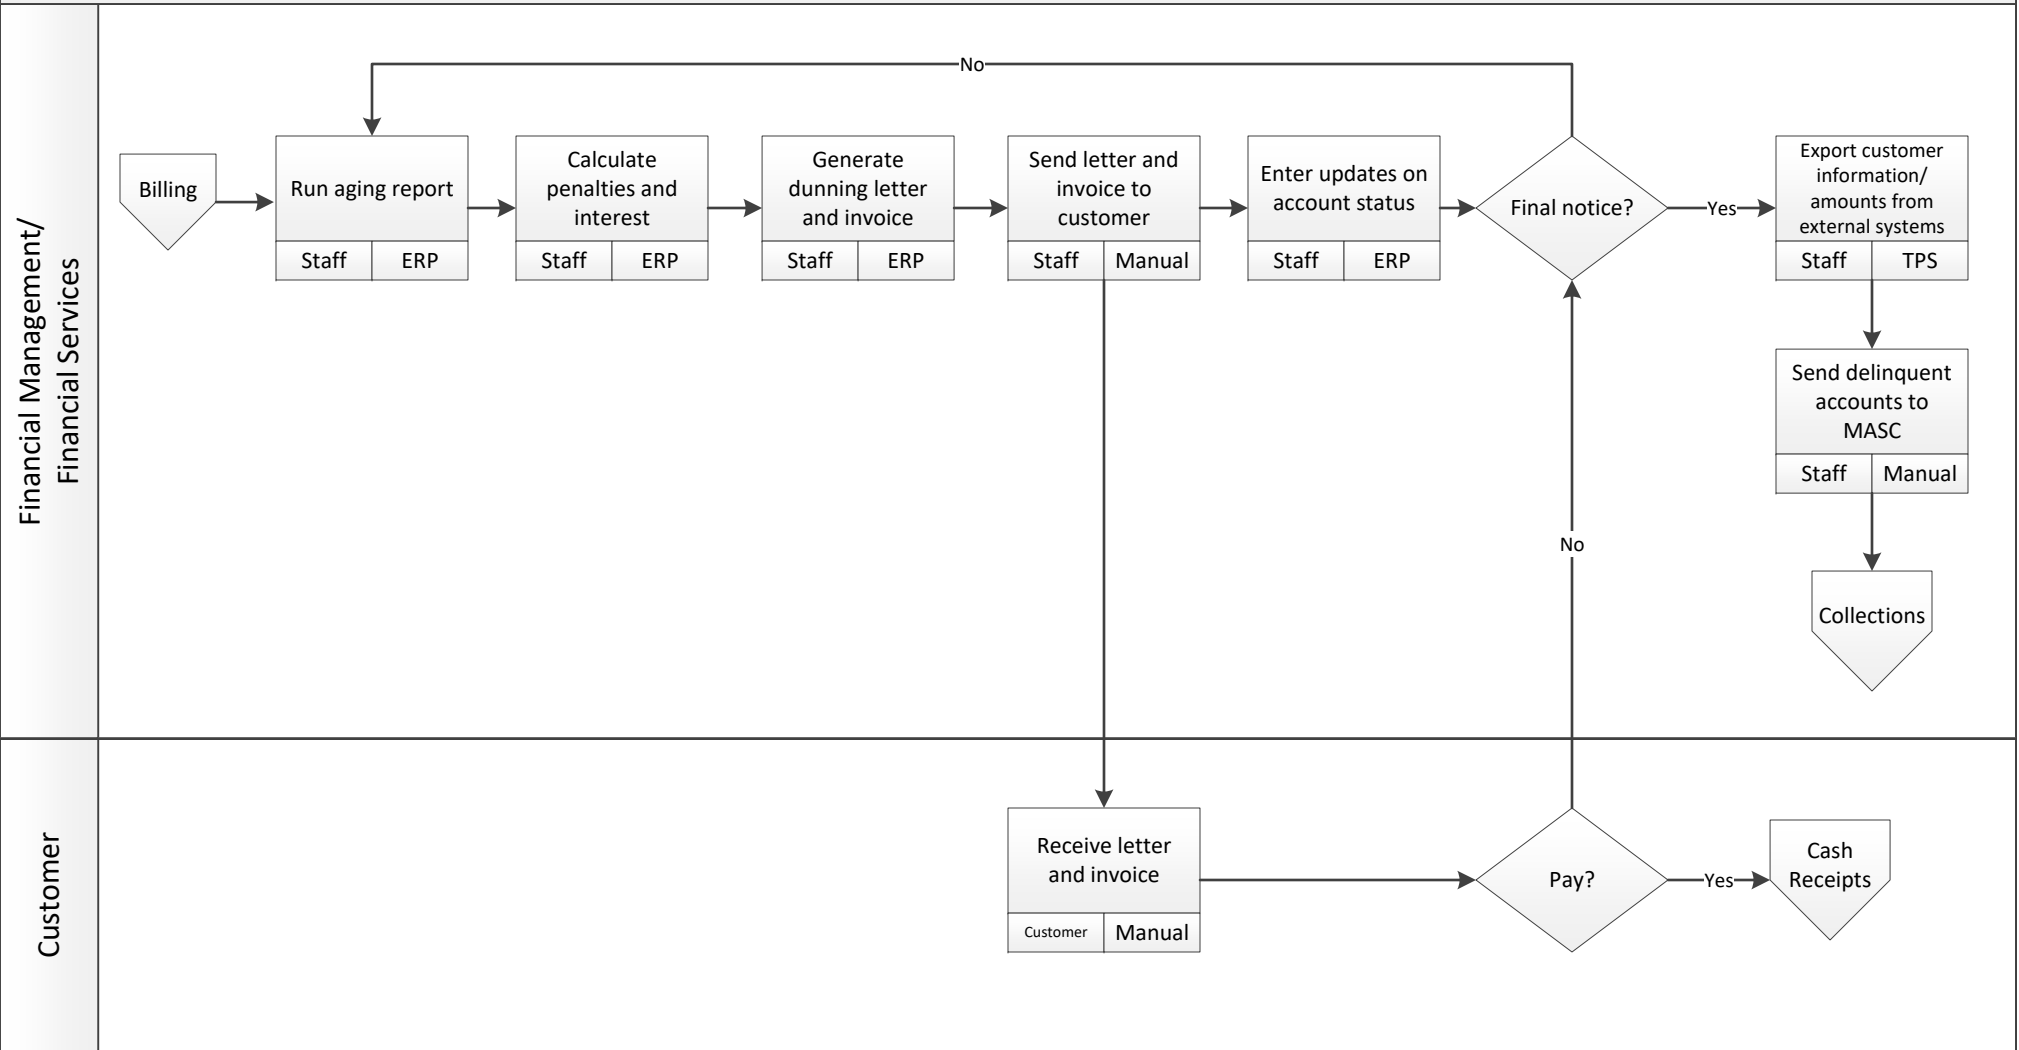 Financial Management/
Financial Services
No
Billing
Run aging report
Staff
ERP
Calculate
penalties and
interest
Staff
ERP
Generate
dunning letter
and invoice
Staff
ERP
Send letter and
invoice to
customer
Staff
Manual
Enter updates on
account status
Staff
ERP
Final notice?
Yes
Export customer
information/
amounts from
external systems
Staff
TPS
Send delinquent
accounts to
MASC
Staff
Manual
Collections
No
Customer
Receive letter
and invoice
Customer
Manual
Pay?
Yes
Cash
Receipts